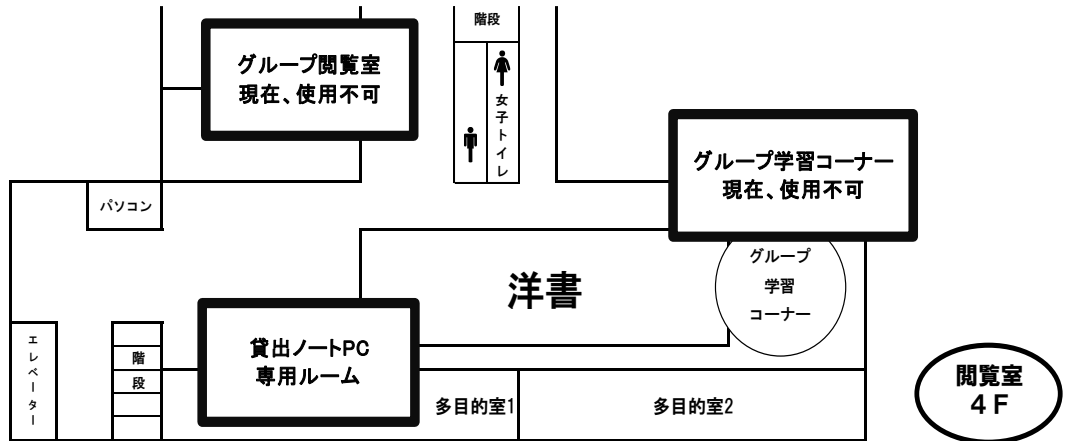 階段
グループ閲覧室
現在、使用不可
女子トイレ
グループ学習コーナー
現在、使用不可
パソコン
グループ
学習
コーナー
洋書
エレベーター
階
段
貸出ノートPC
専用ルーム
多目的室1
多目的室2
閲覧室
4F